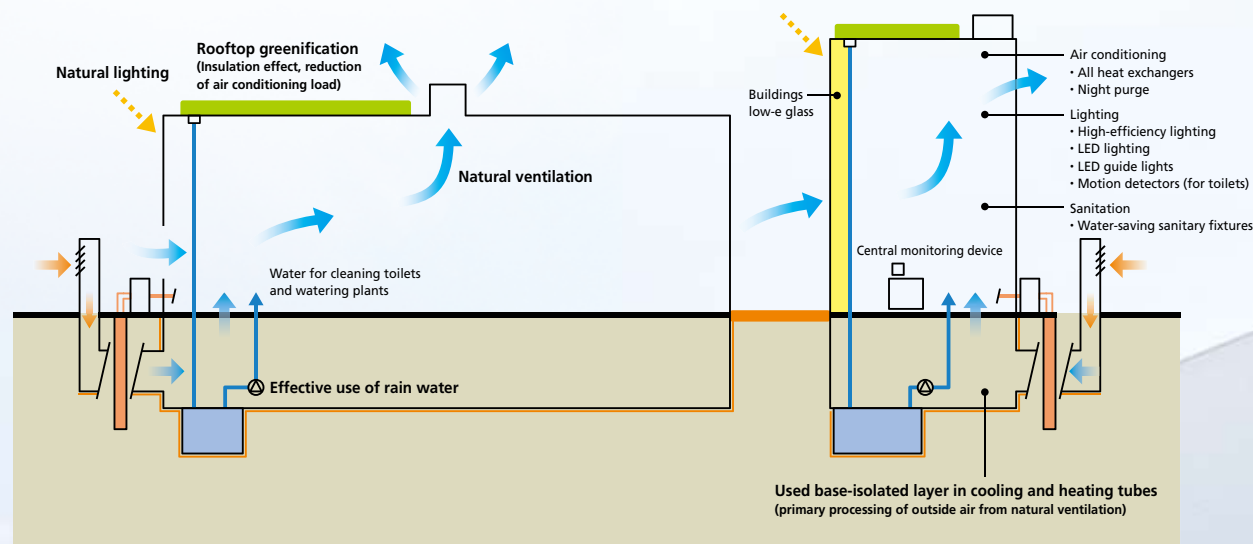 Natural lighting
Rooftop greenification
(Insulation effect, reduction
of air conditioning load)
Natural ventilation
Water for cleaning toilets
and watering plants
Effective use of rain water
Buildings
low-e glass
Air conditioning
・All heat exchangers
・Night purge
Lighting
・High-efficiency lighting
・LED lighting
・LED guide lights
・Motion detectors (for toilets)
Sanitation
・Water-saving sanitary fixtures
Central monitoring device
Used base-isolated layer in cooling and heating tubes
(primary processing of outside air from natural ventilation)